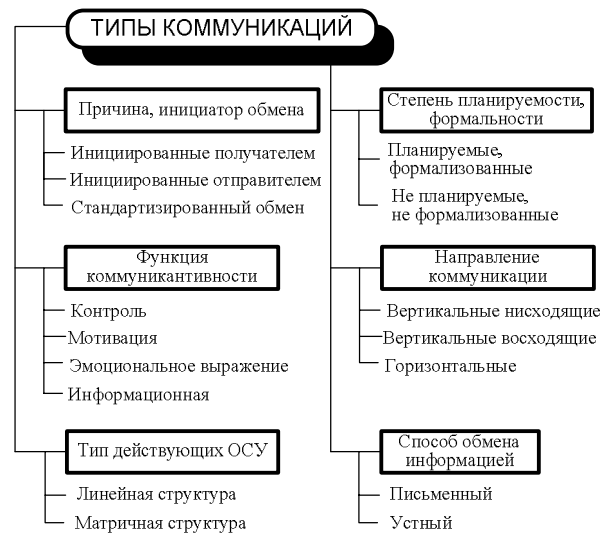 ТИПЫ КОММУНИКАЦИЙ
Причина, инициатор обмена
Инициированные получателем
Инициированные отправителем
Стандартизированный обмен
Функция
коммуникантивности
Контроль
Мотивация
Эмоциональное выражение
Информационная
Тип действующих ОСУ
Линейная структура
Матричная структура
Степень планируемости,
формальности
Планируемые,
формализованные
Не планируемые,
не формализованные
Направление
коммуникации
Вертикальные нисходящие
Вертикальные восходящие
Горизонтальные
Способ обмена
информацией
Письменный
Устный